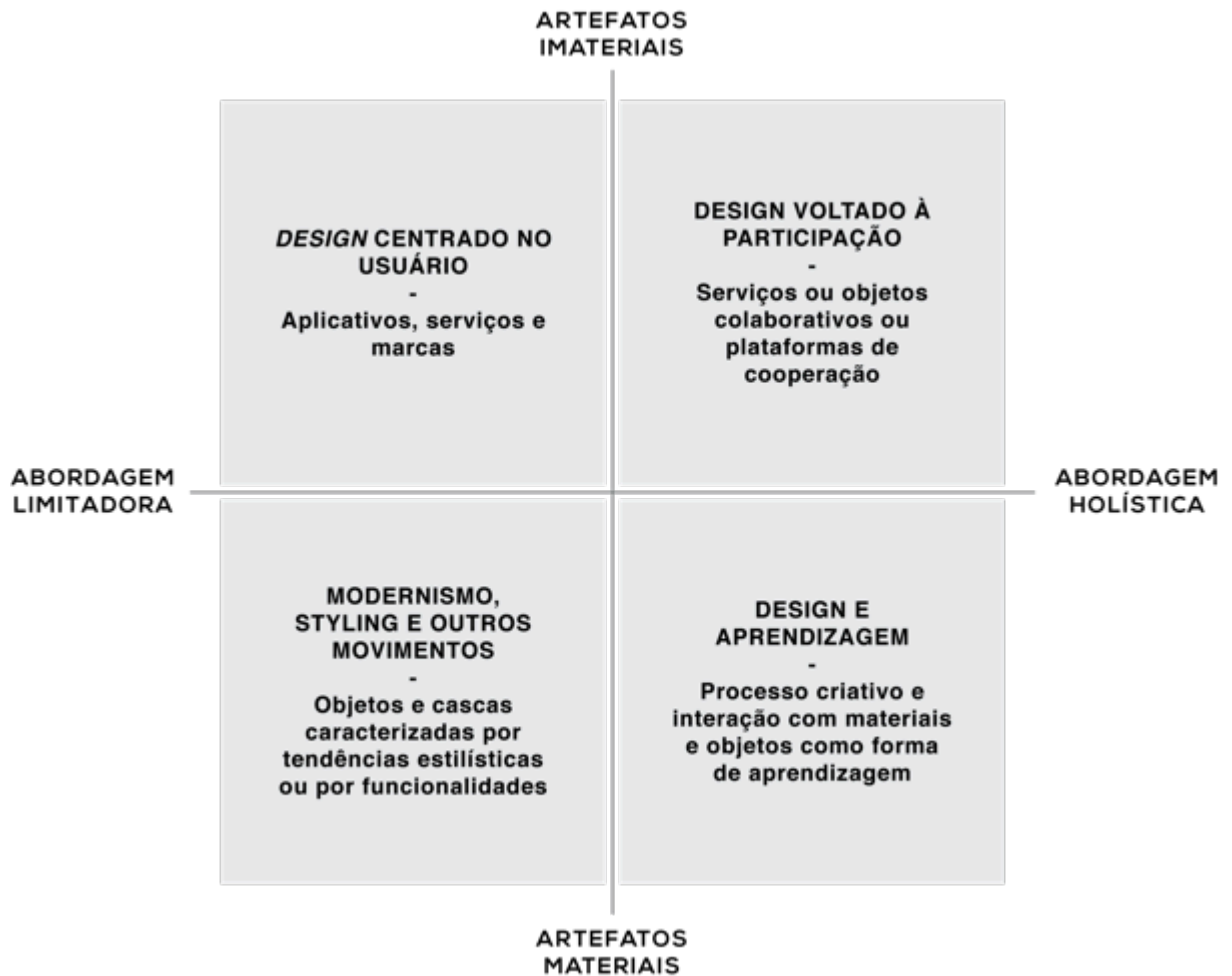 ARTEFATOS
IMATERIAIS
DESIGN CENTRADO NO
USUÁRIO
-
Aplicativos, serviços e
marcas
DESIGN VOLTADO À
PARTICIPAÇÃO
-
Serviços ou objetos
colaborativos ou
plataformas de
cooperação
ABORDAGEM
LIMITADORA
ABORDAGEM
HOLÍSTICA
MODERNISMO,
STYLING E OUTROS
MOVIMENTOS
-
Objetos e cascas
caracterizadas por
tendências estilísticas
ou por funcionalidades
DESIGN E
APRENDIZAGEM
-
Processo criativo e
interação com materiais
e objetos como forma
de aprendizagem
ARTEFATOS
MATERIAIS